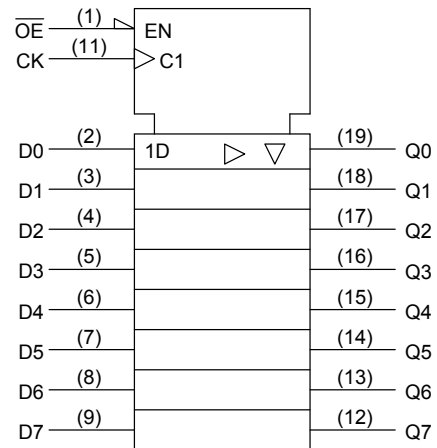 O̅E̅ (1) EN
CK (11) C1
D0 (2) 1D (19) Q0
D1 (3) (18) Q1
D2 (4) (17) Q2
D3 (5) (16) Q3
D4 (6) (15) Q4
D5 (7) (14) Q5
D6 (8) (13) Q6
D7 (9) (12) Q7